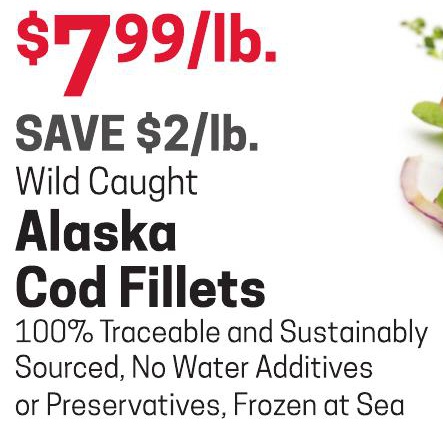 $7.99/lb.
SAVE $2/lb.
Wild Caught
Alaska
Cod Fillets
100% Traceable and Sustainably
Sourced, No Water Additives
or Preservatives, Frozen at Sea